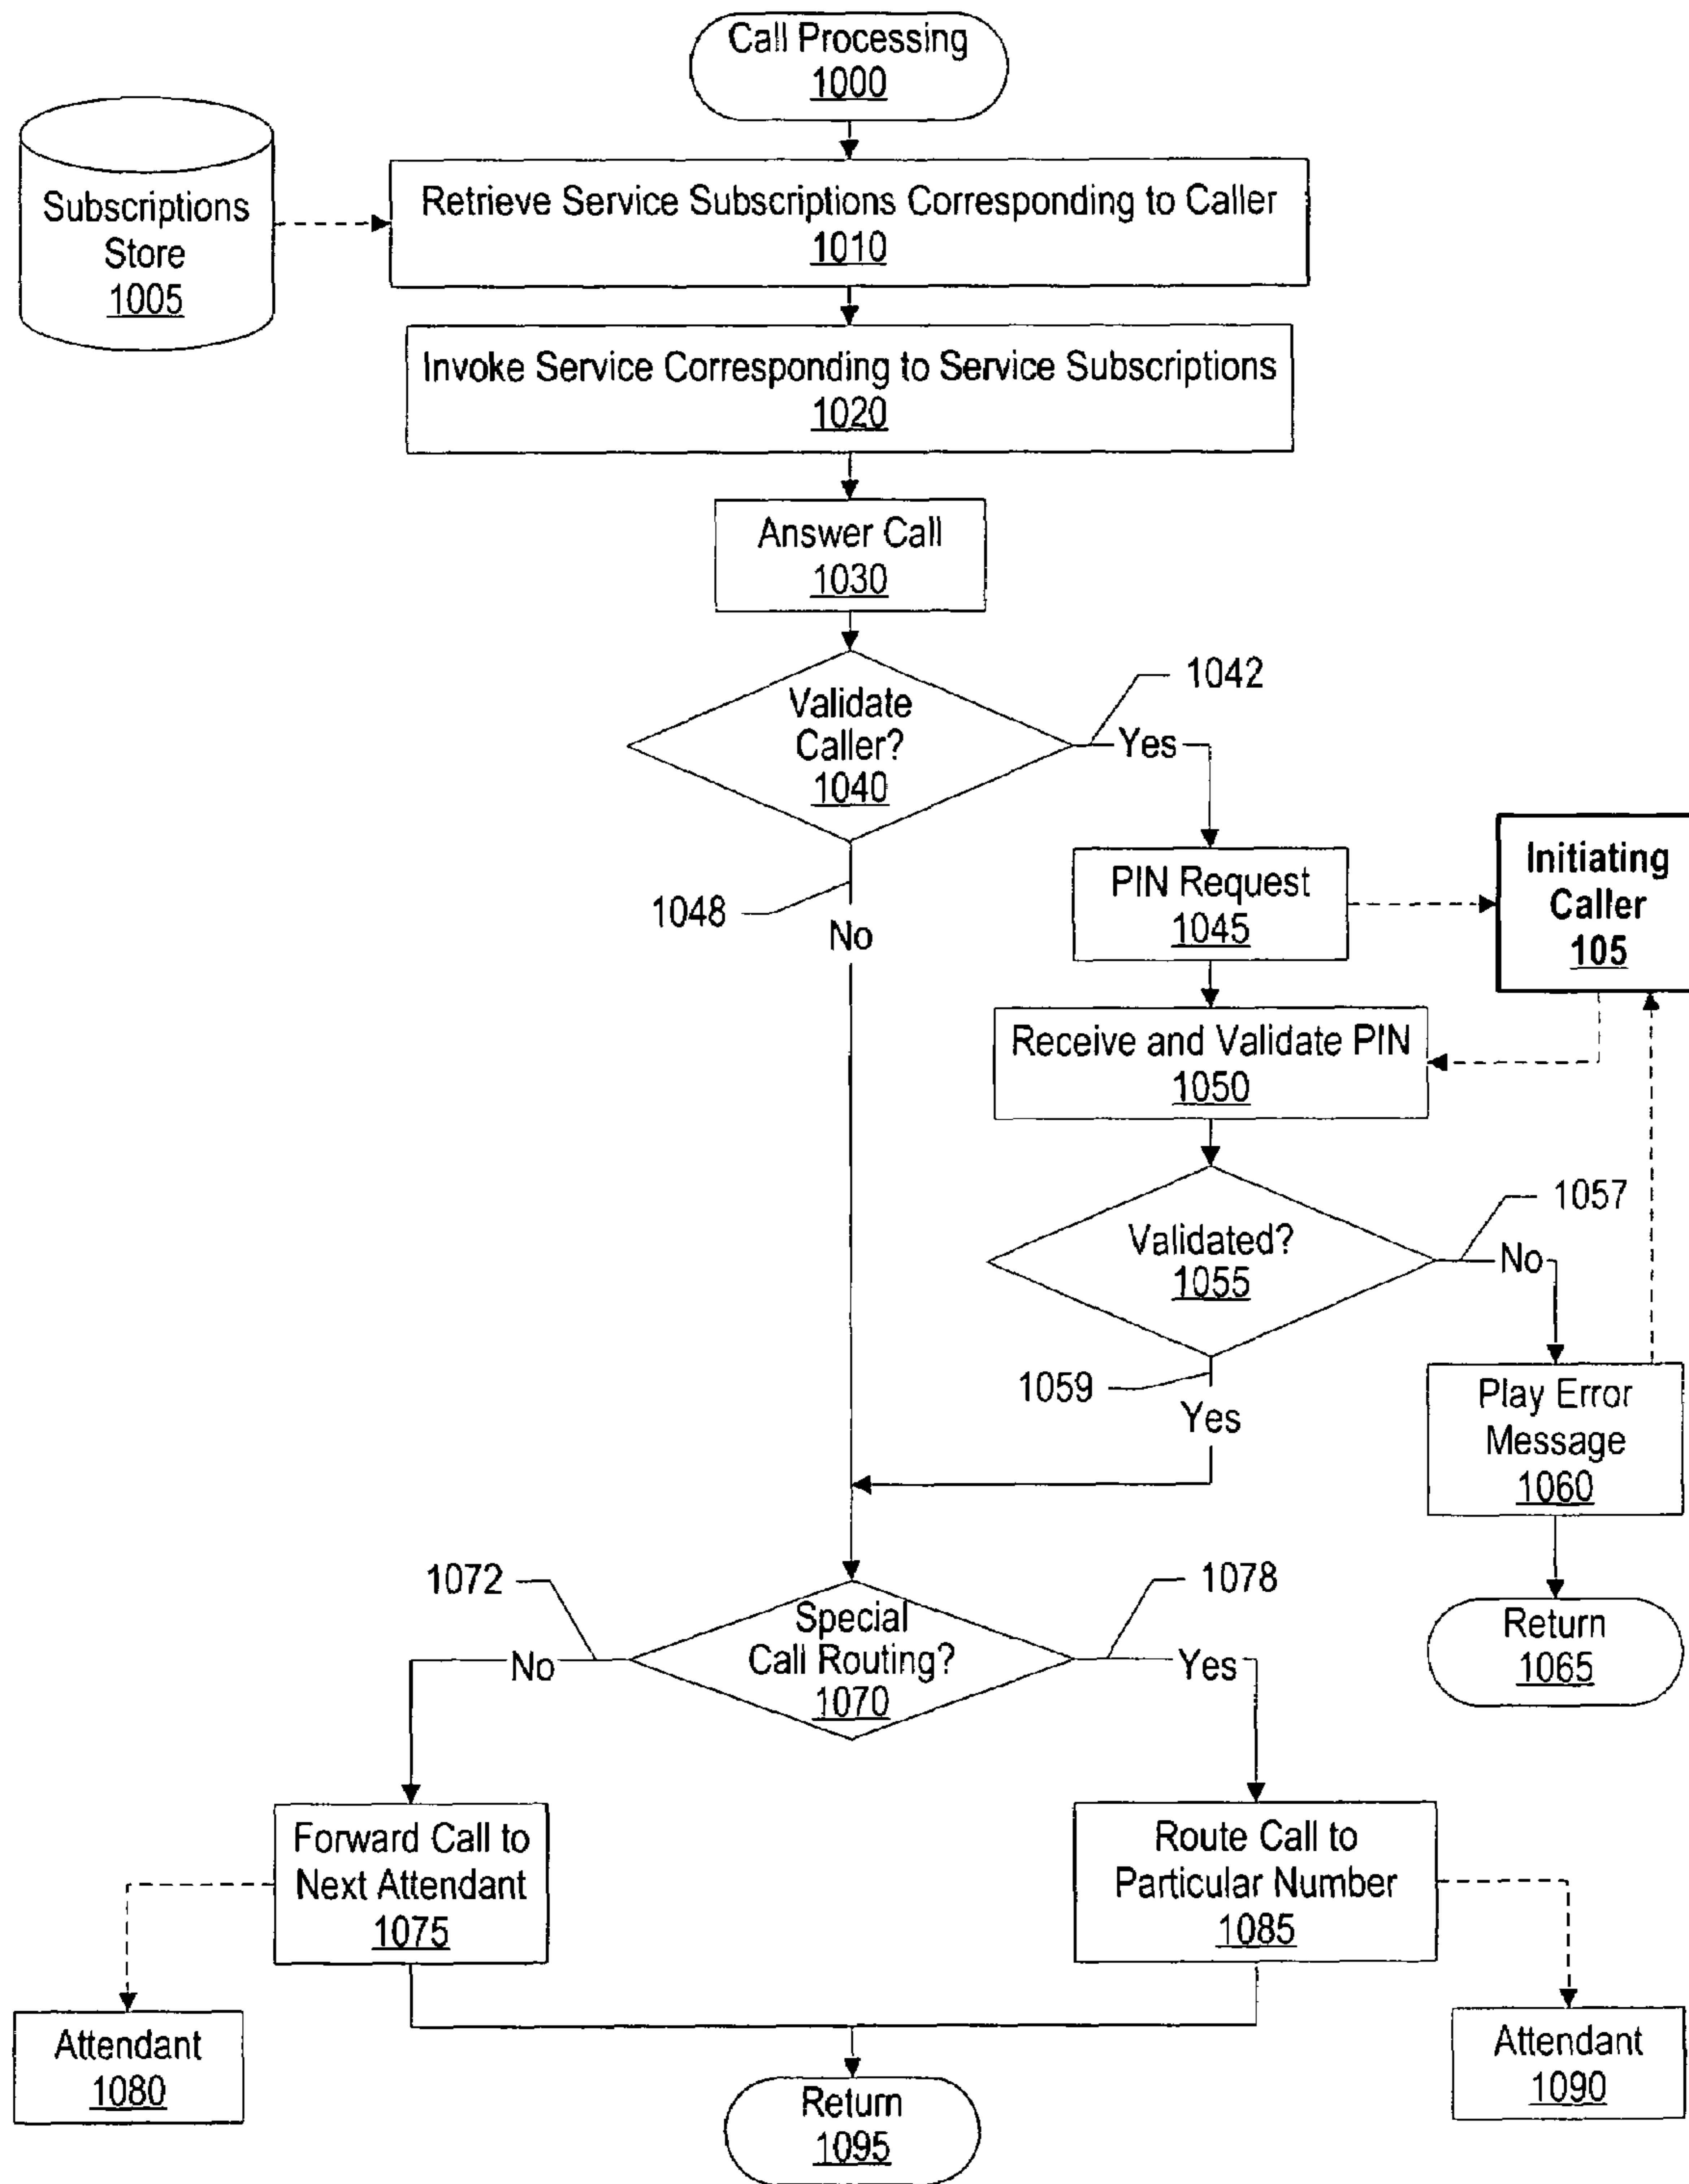 Call Processing
1000
Subscriptions
Store
1005
Retrieve Service Subscriptions Corresponding to Caller
1010
Invoke Service Corresponding to Service Subscriptions
1020
Answer Call
1030
Validate
Caller?
1040
1042
Yes
1048
No
PIN Request
1045
Initiating
Caller
105
Receive and Validate PIN
1050
Validated?
1055
1057
No
1059
Yes
Play Error
Message
1060
Return
1065
Special
Call Routing?
1070
1072
No
1078
Yes
Forward Call to
Next Attendant
1075
Route Call to
Particular Number
1085
Attendant
1080
Attendant
1090
Return
1095